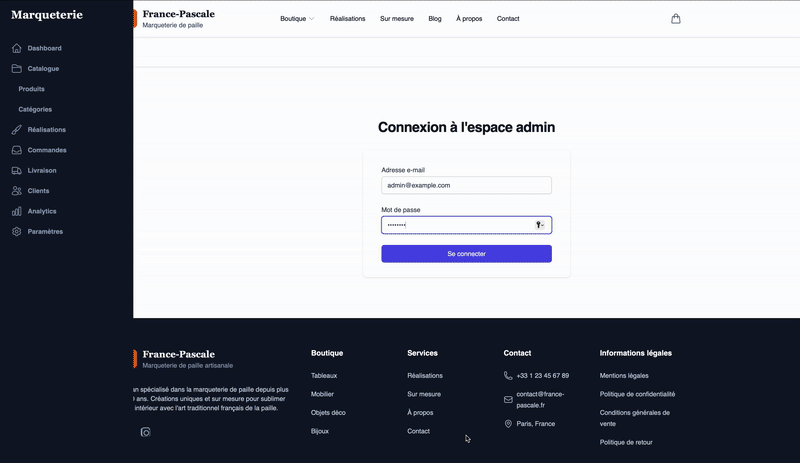 Marqueterie
Dashboard
Catalogue
Produits
Catégories
Réalisations
Commandes
Livraison
Clients
Analytics
Paramètres
France-Pascale
Marqueterie de paille
Boutique
Réalisations
Sur mesure
Blog
À propos
Contact
Connexion à l'espace admin
Adresse e-mail
admin@example.com
Mot de passe
••••••••
Se connecter
France-Pascale
Marqueterie de paille artisanale
an spécialisé dans la marqueterie de paille depuis plus
ans. Créations uniques et sur mesure pour sublimer
intérieur avec l'art traditionnel français de la paille.
Boutique
Tableaux
Mobilier
Objets déco
Bijoux
Services
Réalisations
Sur mesure
À propos
Contact
Contact
+33 1 23 45 67 89
contact@france-
pascale.fr
Paris, France
Informations légales
Mentions légales
Politique de confidentialité
Conditions générales de
vente
Politique de retour